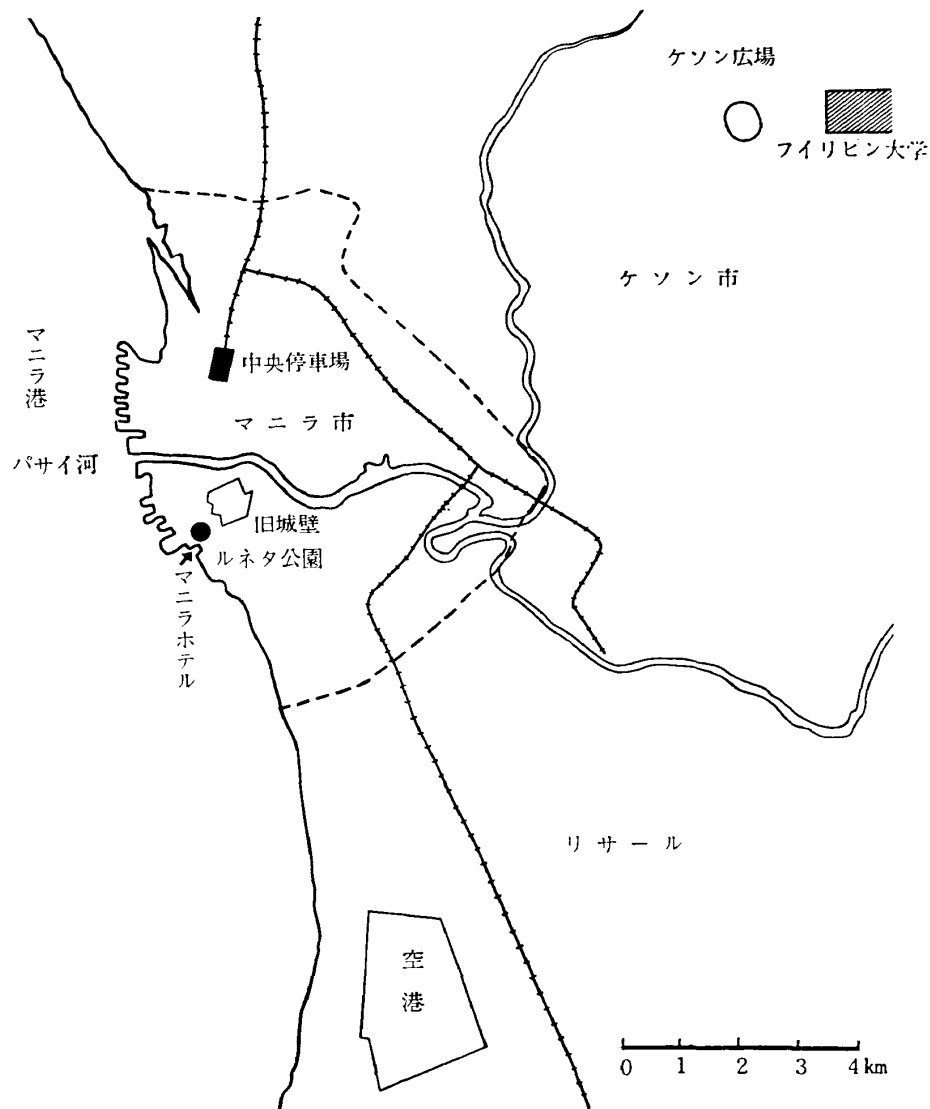 ケソン広場
フイリピン大学
ケソン市
マニラ港
中央停車場
マニラ市
パサイ河
旧城壁
ルネタ公園
マニラホテル
リサール
空港
0 1 2 3 4 km